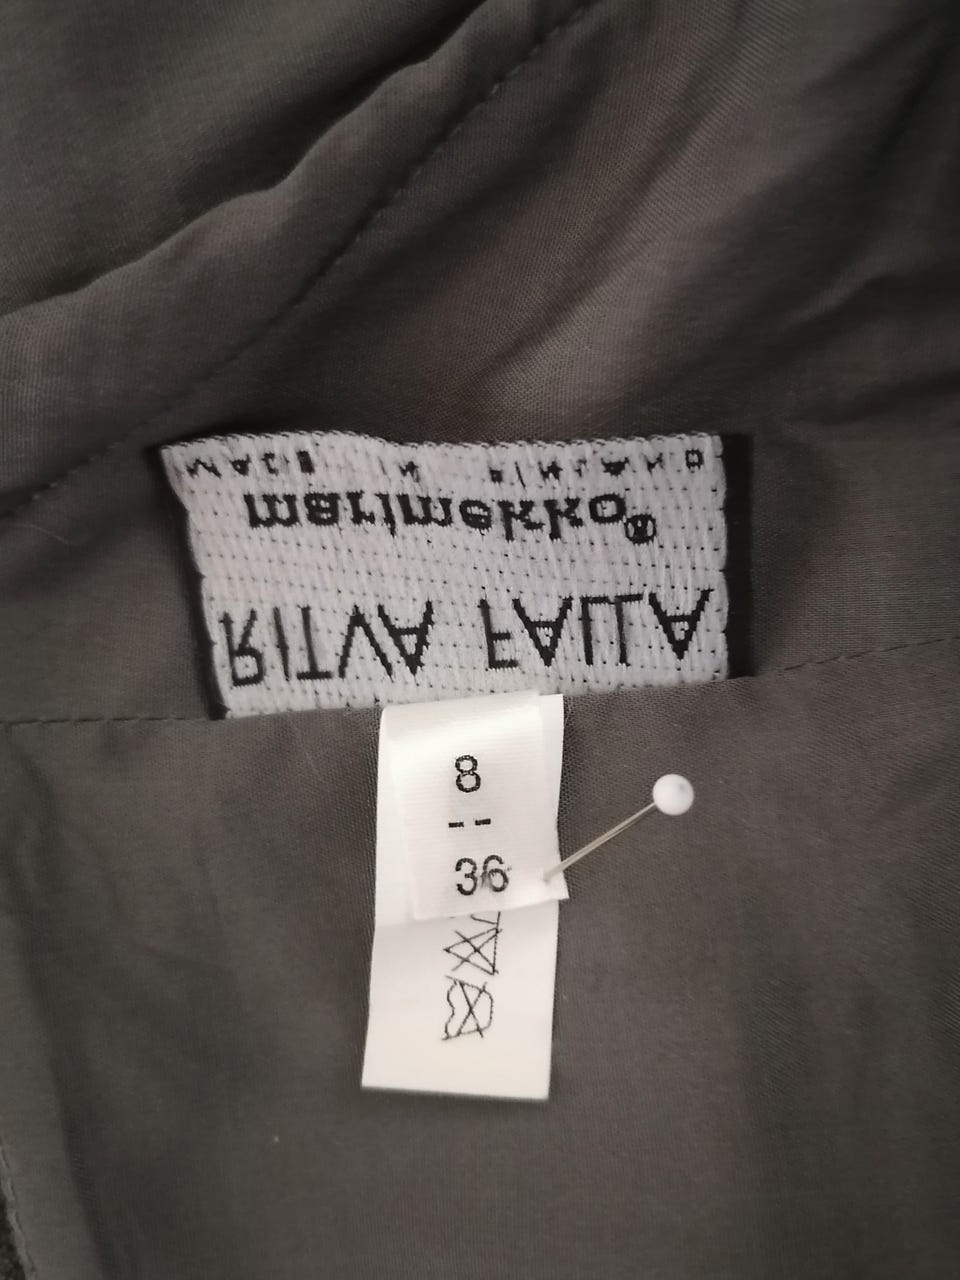 RITVA FALLA
marimekko®
MADE IN FINLAND
8
--
36